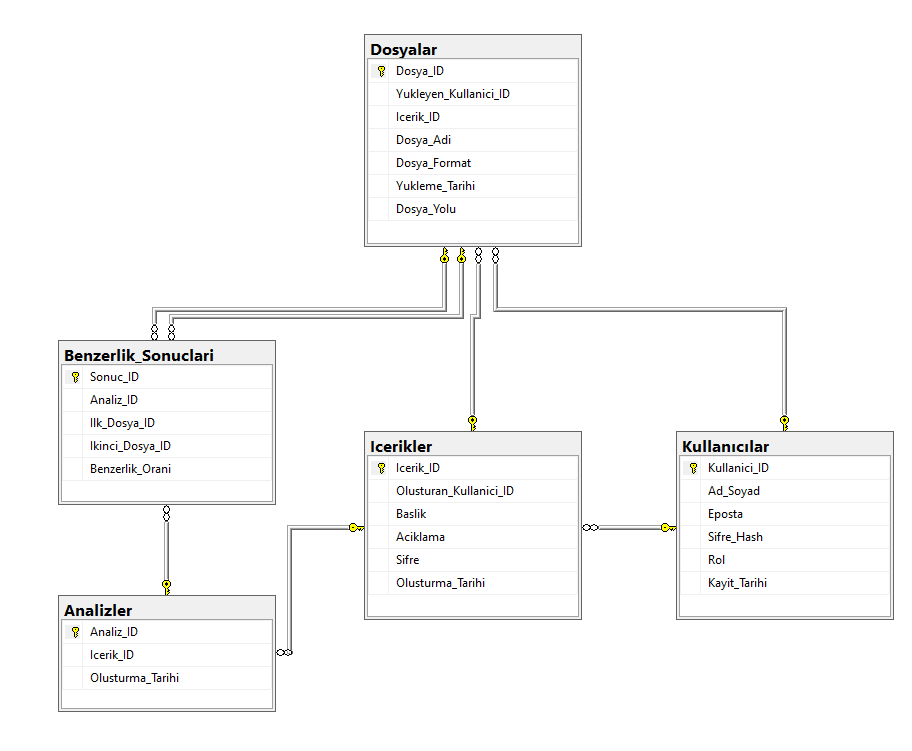 Dosyalar
Dosya_ID
Yukleyen_Kullanici_ID
Icerik_ID
Dosya_Adi
Dosya_Format
Yukleme_Tarihi
Dosya_Yolu
Benzerlik_Sonuclari
Sonuc_ID
Analiz_ID
Ilk_Dosya_ID
Ikinci_Dosya_ID
Benzerlik_Orani
Icerikler
Icerik_ID
Olusturan_Kullanici_ID
Baslik
Aciklama
Sifre
Olusturma_Tarihi
Kullanıcılar
Kullanici_ID
Ad_Soyad
Eposta
Sifre_Hash
Rol
Kayit_Tarihi
Analizler
Analiz_ID
Icerik_ID
Olusturma_Tarihi